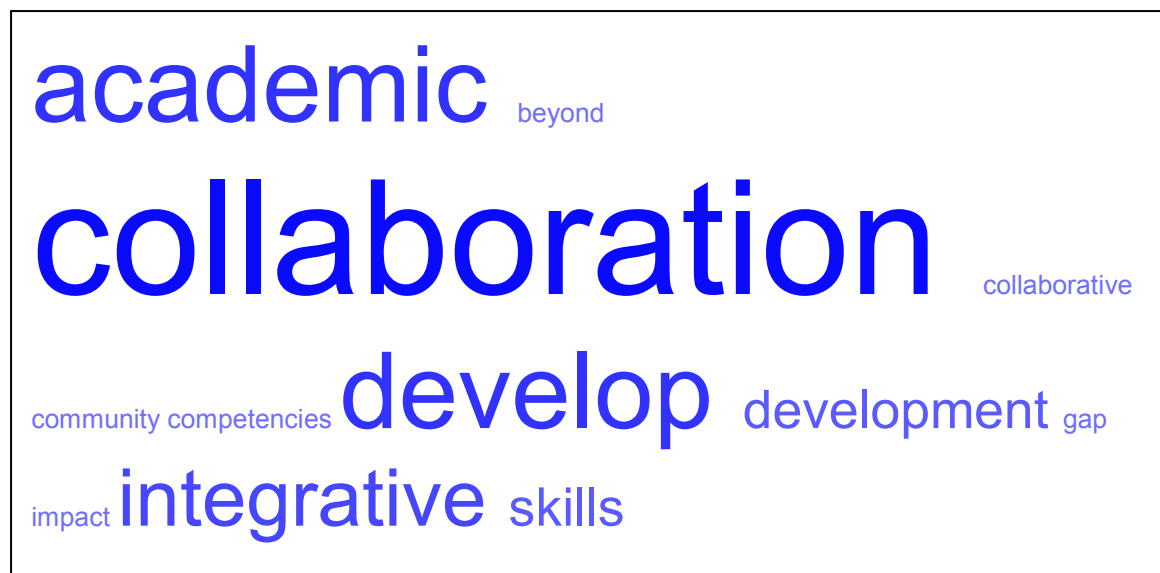 academic beyond
collaboration collaborative
community competencies develop development gap
impact integrative skills